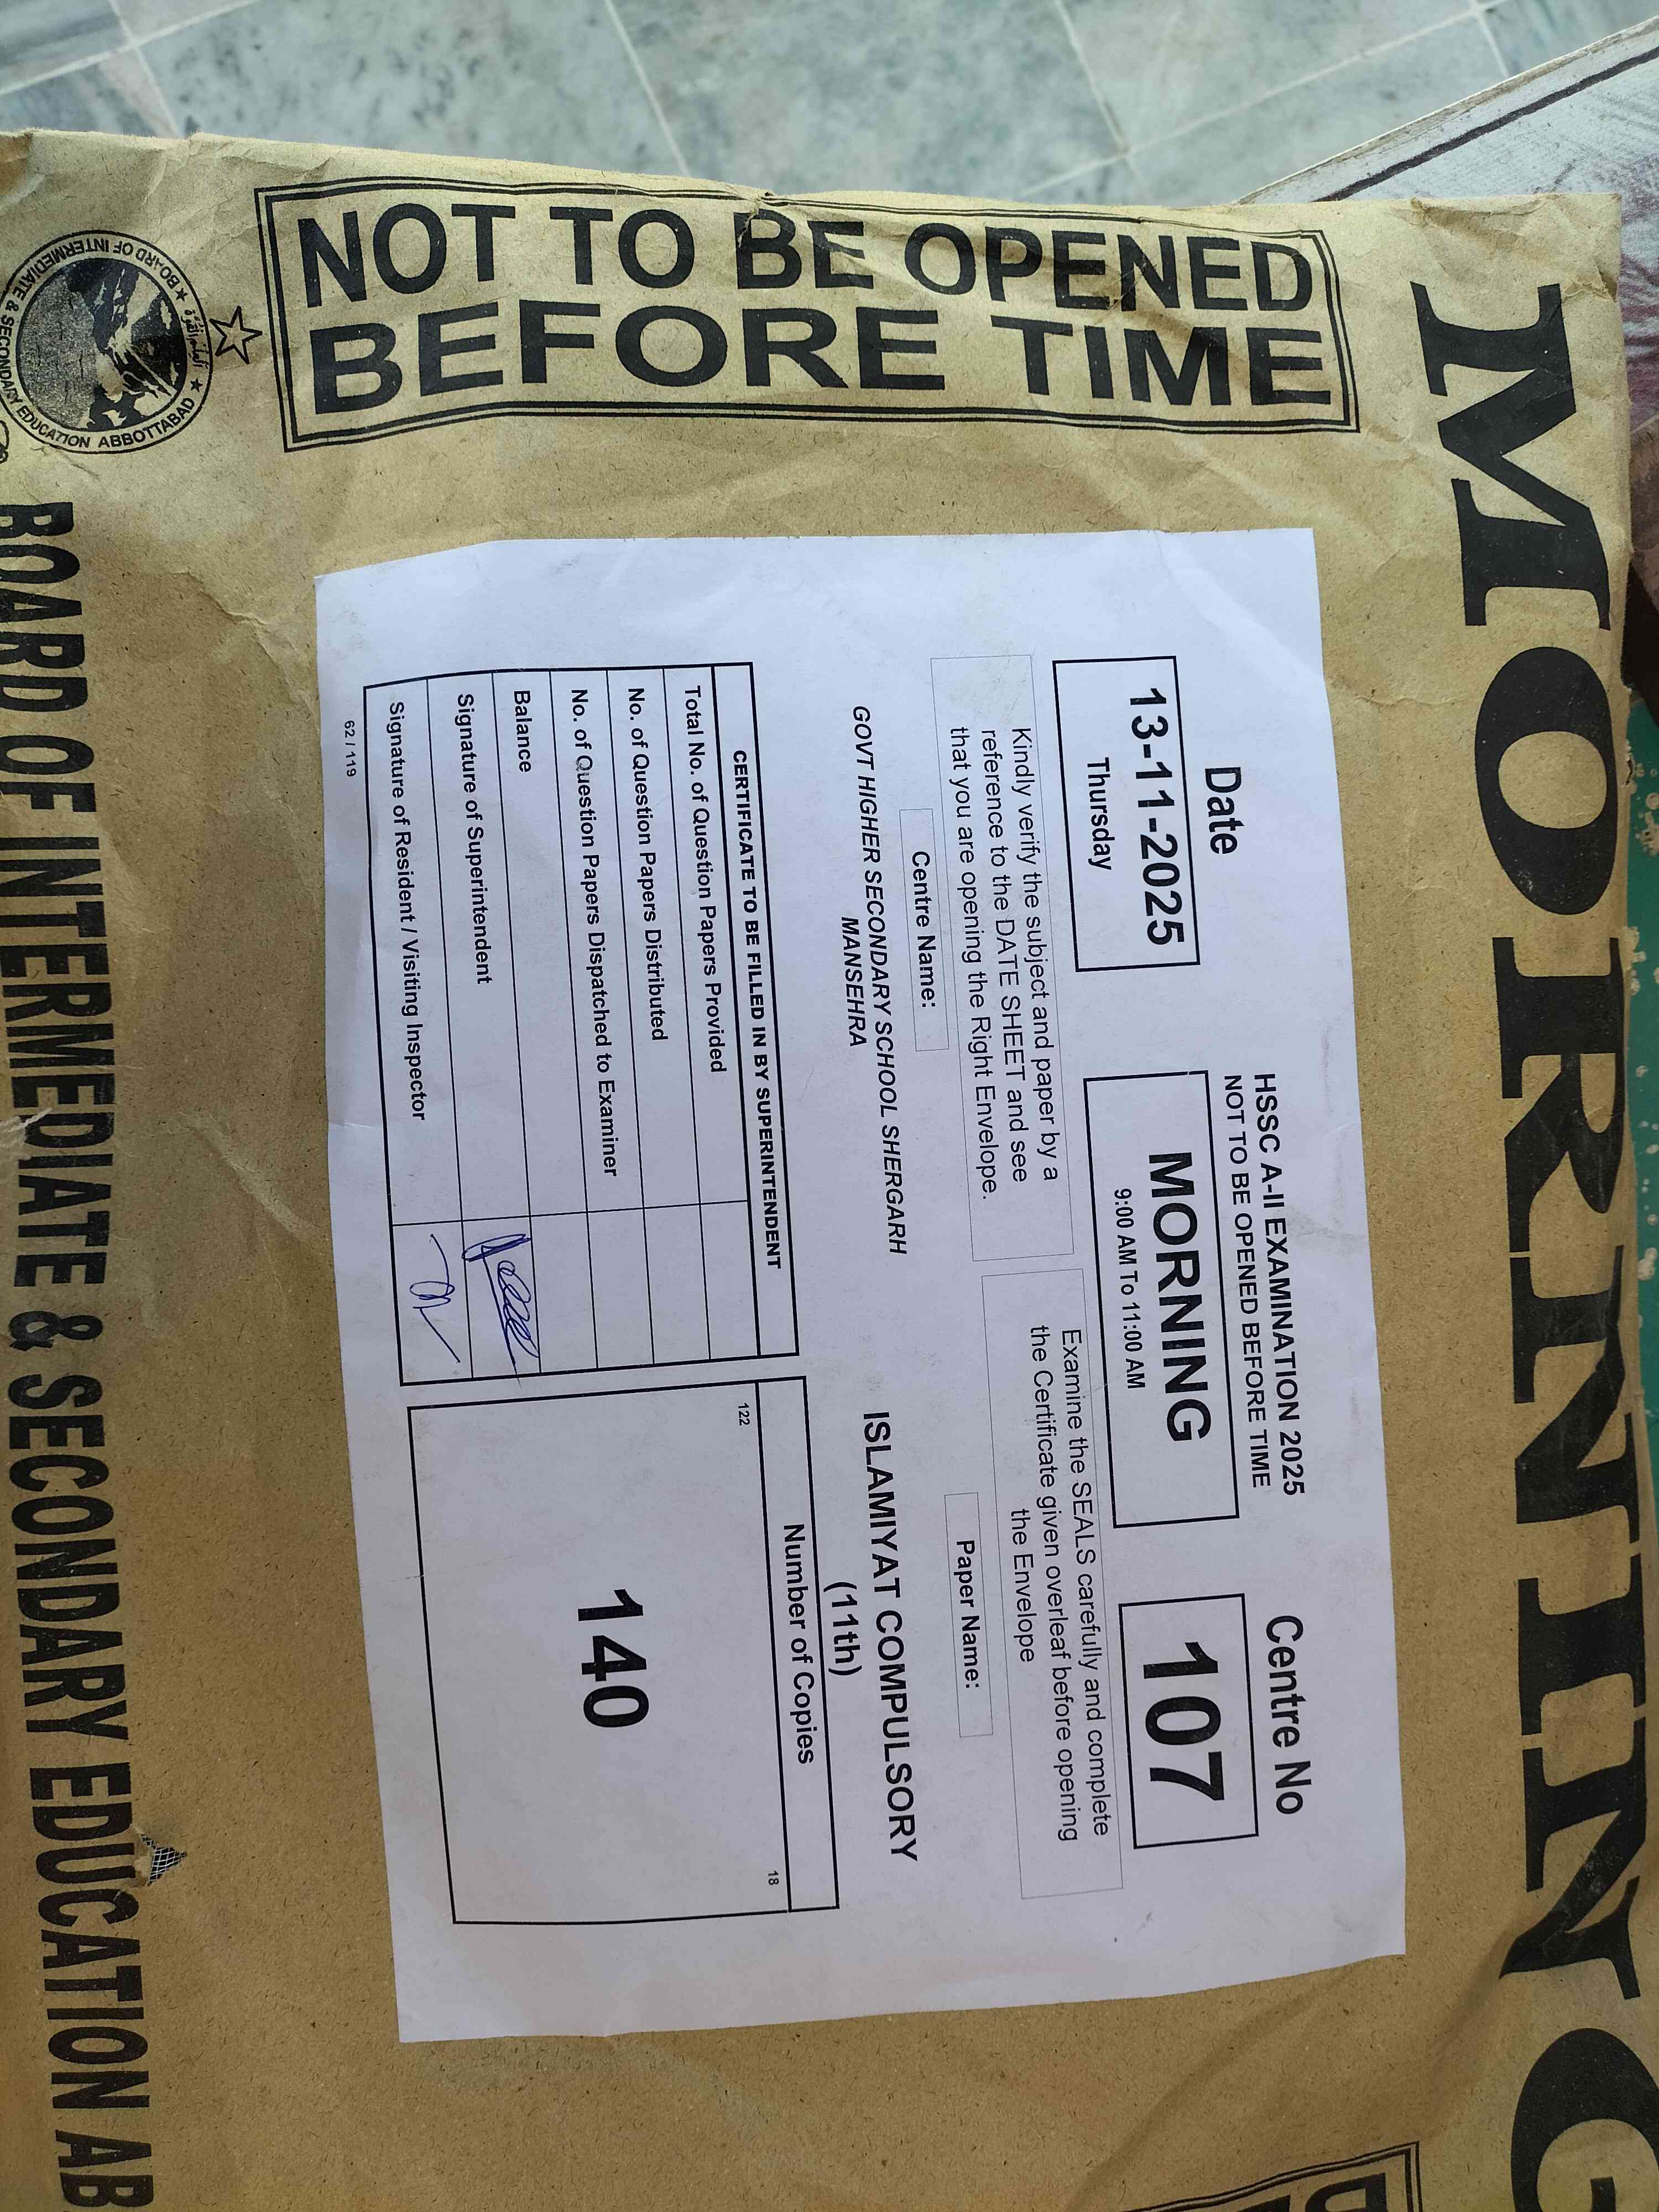 MORNING
NOT TO BE OPENED
BEFORE TIME
Date
13-11-2025
Thursday
HSSC A-II EXAMINATION 2025
NOT TO BE OPENED BEFORE TIME
MORNING
9:00 AM To 11:00 AM
Centre No
107
Kindly verify the subject and paper by a
reference to the DATE SHEET and see
that you are opening the Right Envelope.
Examine the SEALS carefully and complete
the Certificate given overleaf before opening
the Envelope
Centre Name:
GOVT HIGHER SECONDARY SCHOOL SHERGARH
MANSEHRA
Paper Name:
ISLAMIYAT COMPULSORY
(11th)
CERTIFICATE TO BE FILLED IN BY SUPERINTENDENT
Total No. of Question Papers Provided
No. of Question Papers Distributed
No. of Question Papers Dispatched to Examiner
Balance
Signature of Superintendent
Signature of Resident / Visiting Inspector
62 / 119
Number of Copies
122
18
140
★ BOARD OF INTERMEDIATE & SECONDARY EDUCATION ABBOTTABAD ★
BOARD OF INTERMEDIATE & SECONDARY EDUCATION AB